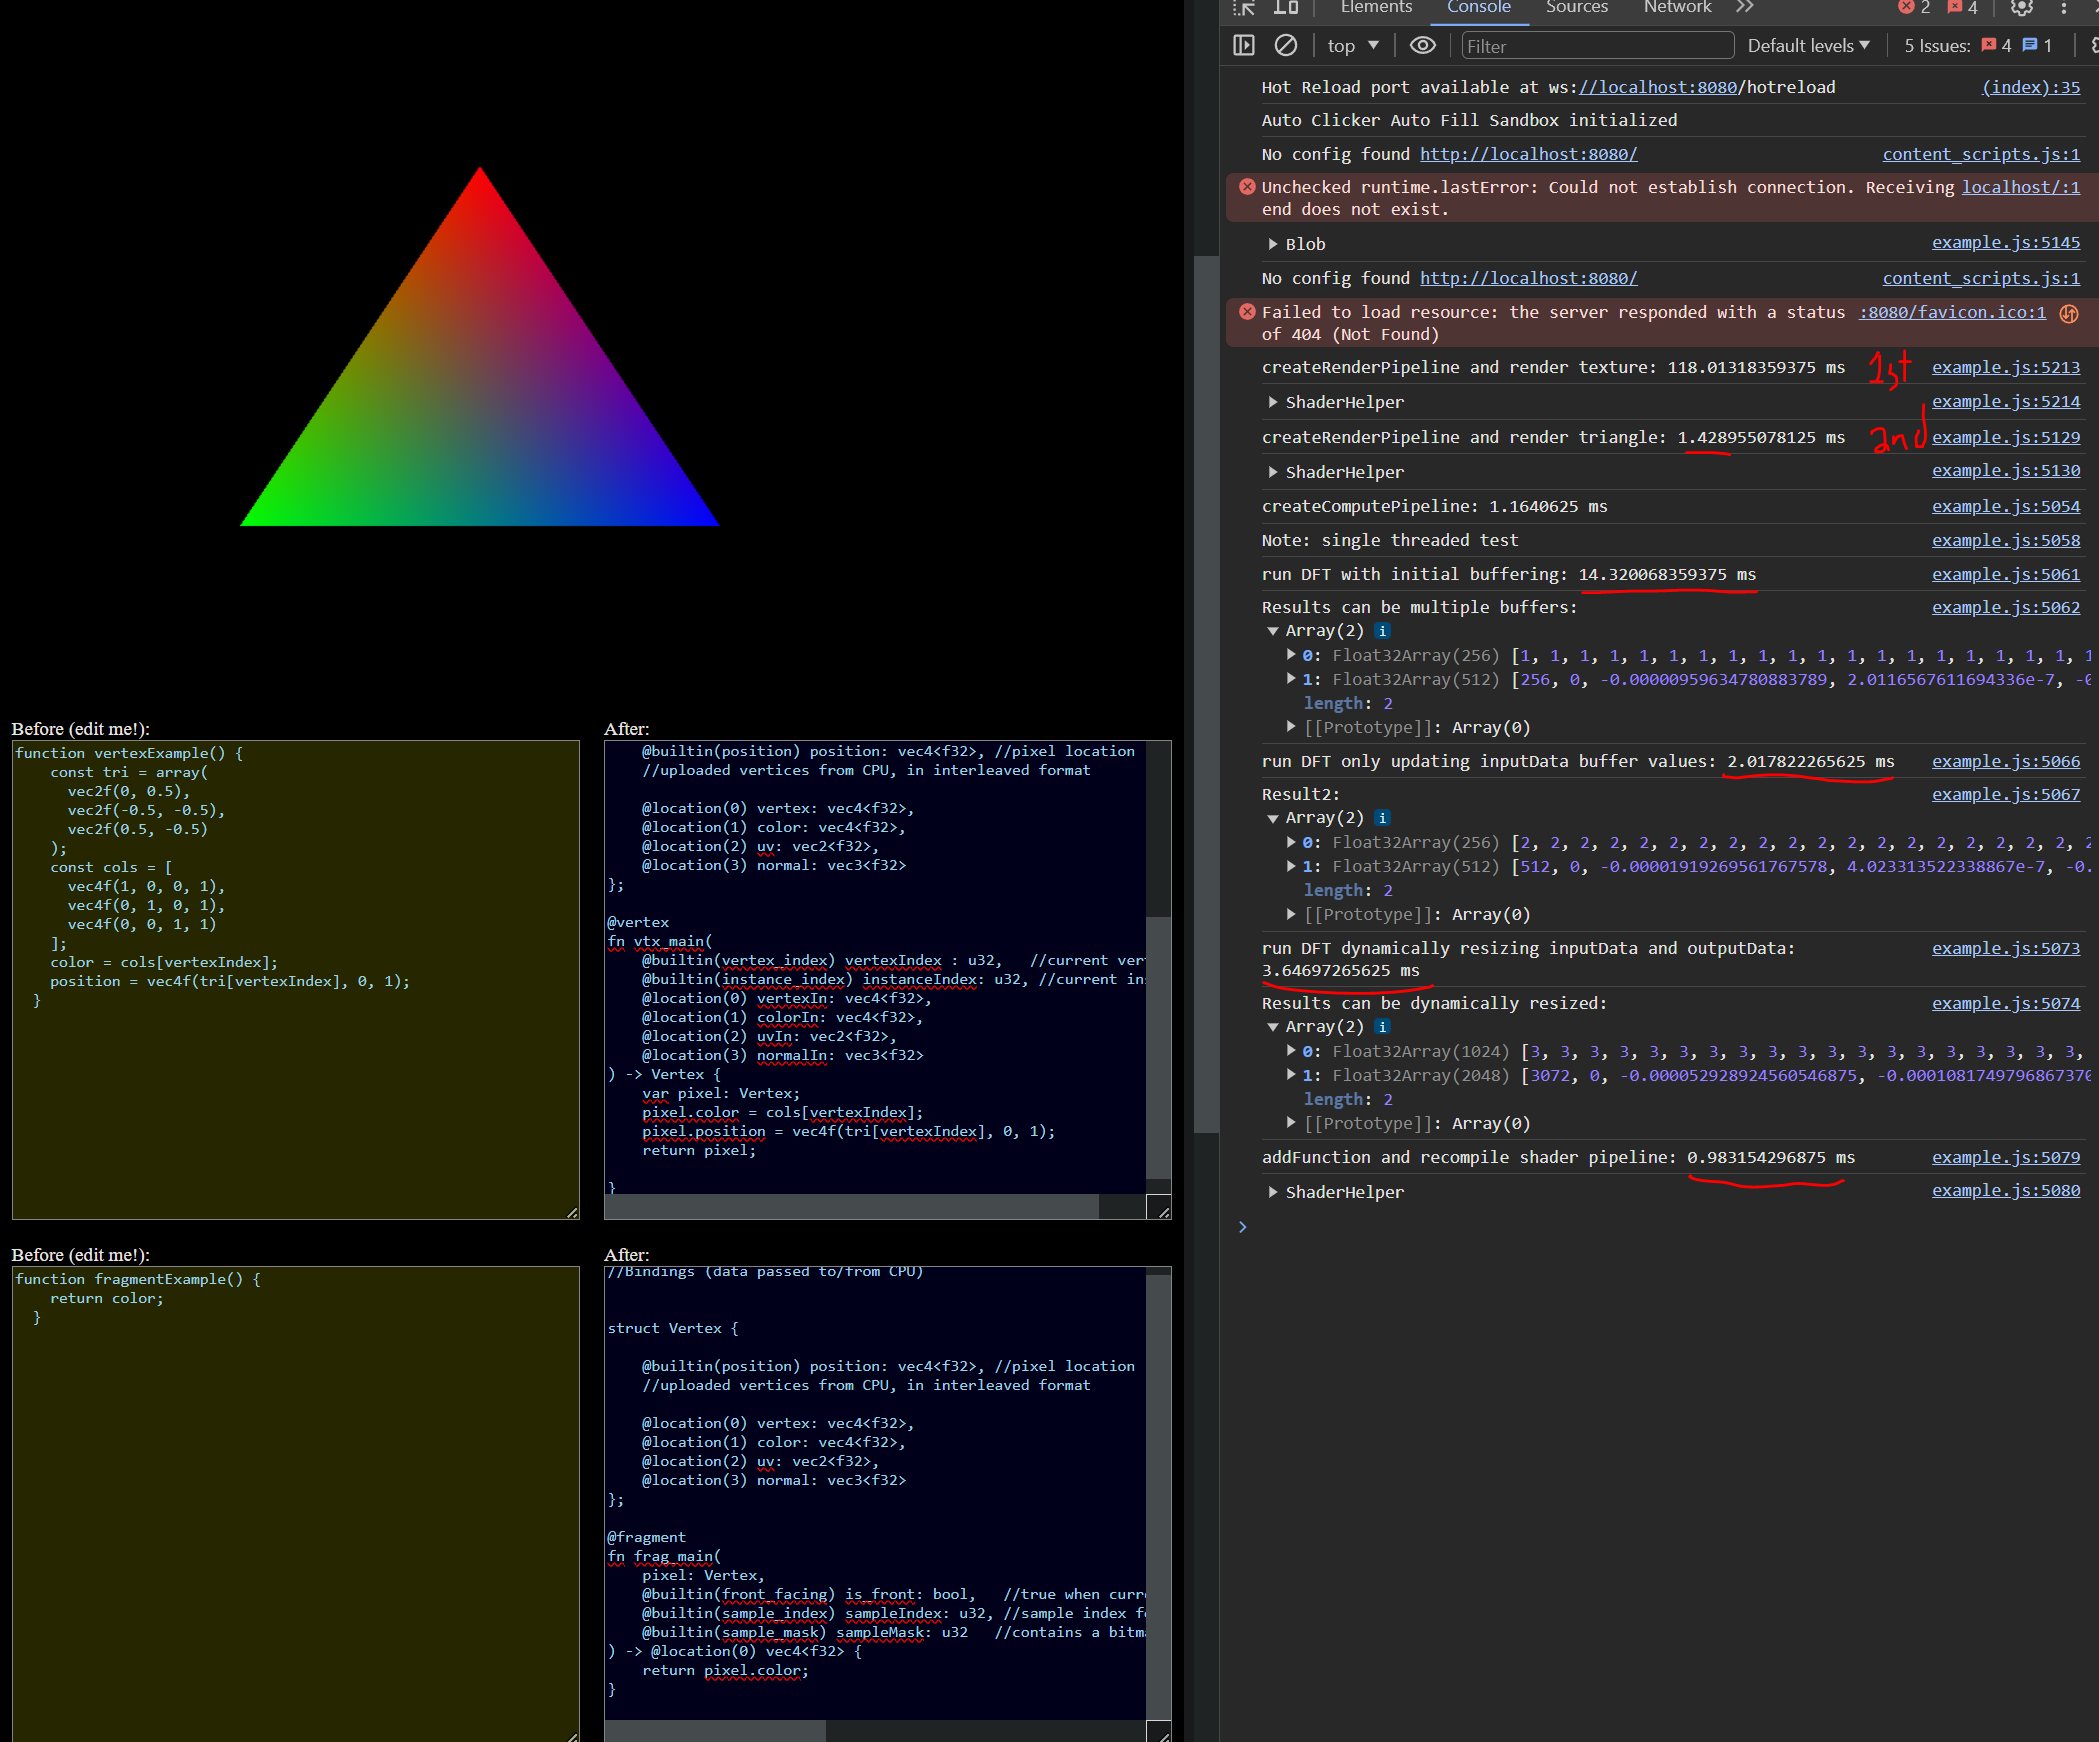 Before (edit me!):
function vertexExample() {
    const tri = array(
      vec2f(0, 0.5),
      vec2f(-0.5, -0.5),
      vec2f(0.5, -0.5)
    );
    const cols = [
      vec4f(1, 0, 0, 1),
      vec4f(0, 1, 0, 1),
      vec4f(0, 0, 1, 1)
    ];
    color = cols[vertexIndex];
    position = vec4f(tri[vertexIndex], 0, 1);
  }
After:
    @builtin(position) position: vec4<f32>, //pixel location
    //uploaded vertices from CPU, in interleaved format
    @location(0) vertex: vec4<f32>,
    @location(1) color: vec4<f32>,
    @location(2) uv: vec2<f32>,
    @location(3) normal: vec3<f32>
};
@vertex
fn vtx_main(
    @builtin(vertex_index) vertexIndex : u32,   //current ver
    @builtin(instance_index) instanceIndex: u32, //current in
    @location(0) vertexIn: vec4<f32>,
    @location(1) colorIn: vec4<f32>,
    @location(2) uvIn: vec2<f32>,
    @location(3) normalIn: vec3<f32>
) -> Vertex {
    var pixel: Vertex;
    pixel.color = cols[vertexIndex];
    pixel.position = vec4f(tri[vertexIndex], 0, 1);
    return pixel;
}
Before (edit me!):
function fragmentExample() {
    return color;
  }
After:
//Bindings (data passed to/from CPU)
struct Vertex {
    @builtin(position) position: vec4<f32>, //pixel location
    //uploaded vertices from CPU, in interleaved format
    @location(0) vertex: vec4<f32>,
    @location(1) color: vec4<f32>,
    @location(2) uv: vec2<f32>,
    @location(3) normal: vec3<f32>
};
@fragment
fn frag_main(
    pixel: Vertex,
    @builtin(front_facing) is_front: bool,   //true when curr
    @builtin(sample_index) sampleIndex: u32, //sample index f
    @builtin(sample_mask) sampleMask: u32   //contains a bitm
) -> @location(0) vec4<f32> {
    return pixel.color;
}
Elements Console Sources Network 2 4
top Filter Default levels 5 Issues: 4 1
Hot Reload port available at ws://localhost:8080/hotreload (index):35
Auto Clicker Auto Fill Sandbox initialized
No config found http://localhost:8080/ content_scripts.js:1
Unchecked runtime.lastError: Could not establish connection. Receiving localhost/:1
end does not exist.
Blob example.js:5145
No config found http://localhost:8080/ content_scripts.js:1
Failed to load resource: the server responded with a status :8080/favicon.ico:1
of 404 (Not Found)
createRenderPipeline and render texture: 118.01318359375 ms 1st example.js:5213
ShaderHelper example.js:5214
createRenderPipeline and render triangle: 1.428955078125 ms 2nd example.js:5129
ShaderHelper example.js:5130
createComputePipeline: 1.1640625 ms example.js:5054
Note: single threaded test example.js:5058
run DFT with initial buffering: 14.320068359375 ms example.js:5061
Results can be multiple buffers: example.js:5062
Array(2) i
0: Float32Array(256) [1, 1, 1, 1, 1, 1, 1, 1, 1, 1, 1, 1, 1, 1, 1, 1, 1, 1, 1, 1
1: Float32Array(512) [256, 0, -0.00000959634780883789, 2.0116567611694336e-7, -0
length: 2
[[Prototype]]: Array(0)
run DFT only updating inputData buffer values: 2.017822265625 ms example.js:5066
Result2: example.js:5067
Array(2) i
0: Float32Array(256) [2, 2, 2, 2, 2, 2, 2, 2, 2, 2, 2, 2, 2, 2, 2, 2, 2, 2, 2, 2
1: Float32Array(512) [512, 0, -0.00001919269561767578, 4.023313522338867e-7, -0.
length: 2
[[Prototype]]: Array(0)
run DFT dynamically resizing inputData and outputData: example.js:5073
3.64697265625 ms
Results can be dynamically resized: example.js:5074
Array(2) i
0: Float32Array(1024) [3, 3, 3, 3, 3, 3, 3, 3, 3, 3, 3, 3, 3, 3, 3, 3, 3, 3, 3,
1: Float32Array(2048) [3072, 0, -0.000052928924560546875, -0.0001081749796867370
length: 2
[[Prototype]]: Array(0)
addFunction and recompile shader pipeline: 0.983154296875 ms example.js:5079
ShaderHelper example.js:5080